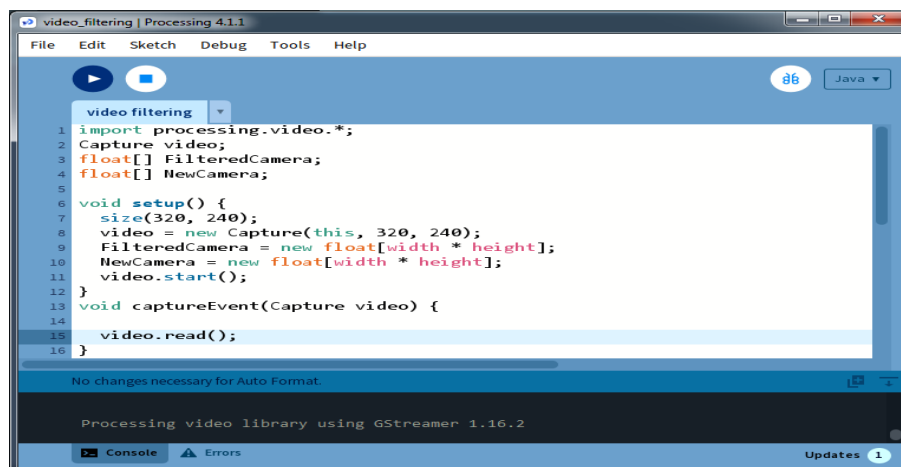 video_filtering | Processing 4.1.1
File Edit Sketch Debug Tools Help
Java
video filtering
1 import processing.video.*;
2 Capture video;
3 float[] FilteredCamera;
4 float[] NewCamera;
5
6 void setup() {
7 size(320, 240);
8 video = new Capture(this, 320, 240);
9 FilteredCamera = new float[width * height];
10 NewCamera = new float[width * height];
11 video.start();
12 }
13 void captureEvent(Capture video) {
14
15 video.read();
16 }
No changes necessary for Auto Format.
Processing video library using GStreamer 1.16.2
Console Errors Updates 1